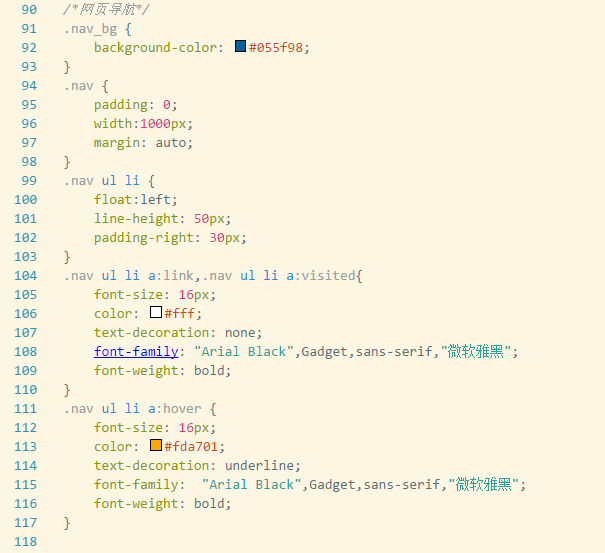 90 /*网页导航*/
91 .nav_bg {
92 background-color: #055f98;
93 }
94 .nav {
95 padding: 0;
96 width:1000px;
97 margin: auto;
98 }
99 .nav ul li {
100 float:left;
101 line-height: 50px;
102 padding-right: 30px;
103 }
104 .nav ul li a:link,.nav ul li a:visited{
105 font-size: 16px;
106 color: #fff;
107 text-decoration: none;
108 font-family: "Arial Black",Gadget,sans-serif,"微软雅黑";
109 font-weight: bold;
110 }
111 .nav ul li a:hover {
112 font-size: 16px;
113 color: #fda701;
114 text-decoration: underline;
115 font-family:  "Arial Black",Gadget,sans-serif,"微软雅黑";
116 font-weight: bold;
117 }
118